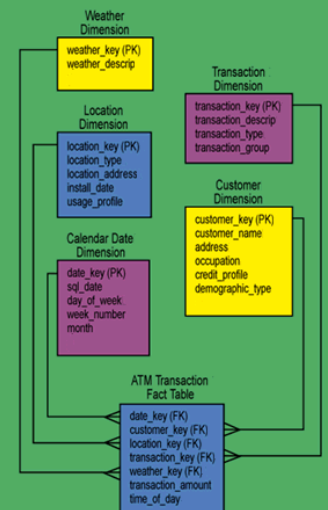 Weather
Dimension
weather_key (PK)
weather_descrip
Transaction
Dimension
transaction_key (PK)
transaction_descrip
transaction_type
transaction_group
Location
Dimension
location_key (PK)
location_type
location_address
install_date
usage_profile
Customer
Dimension
customer_key (PK)
customer_name
address
occupation
credit_profile
demographic_type
Calendar Date
Dimension
date_key (PK)
sql_date
day_of_week
week_number
month
ATM Transaction
Fact Table
date_key (FK)
customer_key (FK)
location_key (FK)
transaction_key (FK)
weather_key (FK)
transaction_amount
time_of_day